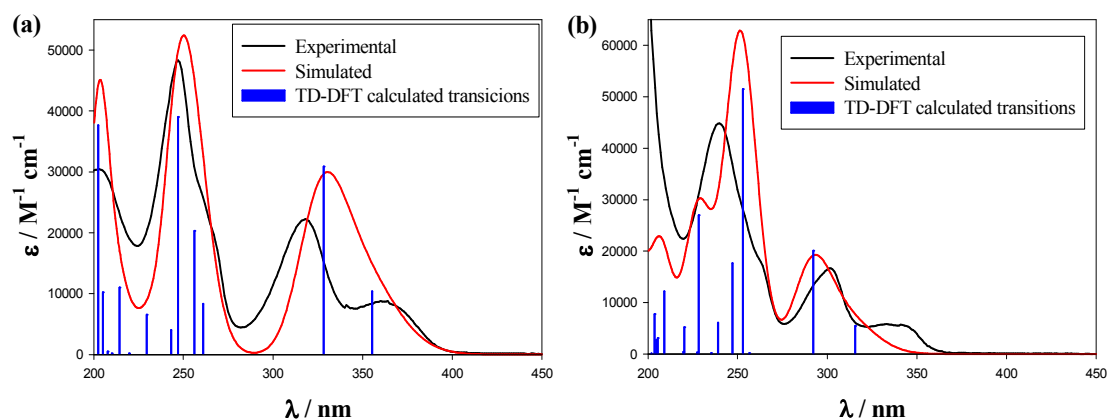 (a)
Experimental
Simulated
TD-DFT calculated transicions
ε / M⁻¹ cm⁻¹
50000
40000
30000
20000
10000
0
200 250 300 350 400 450
λ / nm
(b)
Experimental
Simulated
TD-DFT calculated transitions
ε / M⁻¹ cm⁻¹
60000
50000
40000
30000
20000
10000
0
200 250 300 350 400 450
λ / nm